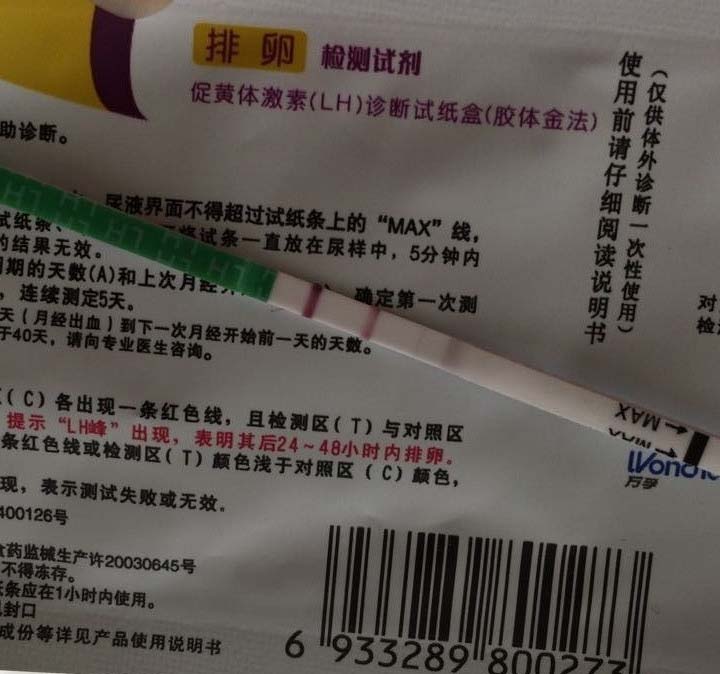 排卵 检测试剂
促黄体激素(LH)诊断试纸盒(胶体金法)
(仅供体外诊断一次性使用)
使用前请仔细阅读说明书
助诊断。
尿液界面不得超过试纸条上的“MAX”线,
试纸条、
将试条一直放在尿样中, 5分钟内
的结果无效。
周期的天数(A)和上次月经
确定第一次测
, 连续测定5天。
天(月经出血)到下一次月经开始前一天的天数。
于40天, 请向专业医生咨询。
对
检
(C)各出现一条红色线, 且检测区(T)与对照区
提示“LH峰”出现, 表明其后24~48小时内排卵。
条红色线或检测区(T)颜色浅于对照区(C)颜色,
现, 表示测试失败或无效。
400126号
食药监械生产许20030645号
不得冻存。
条应在1小时内使用。
封口
成份等详见产品使用说明书
MAX
万孚
6 933289 800273